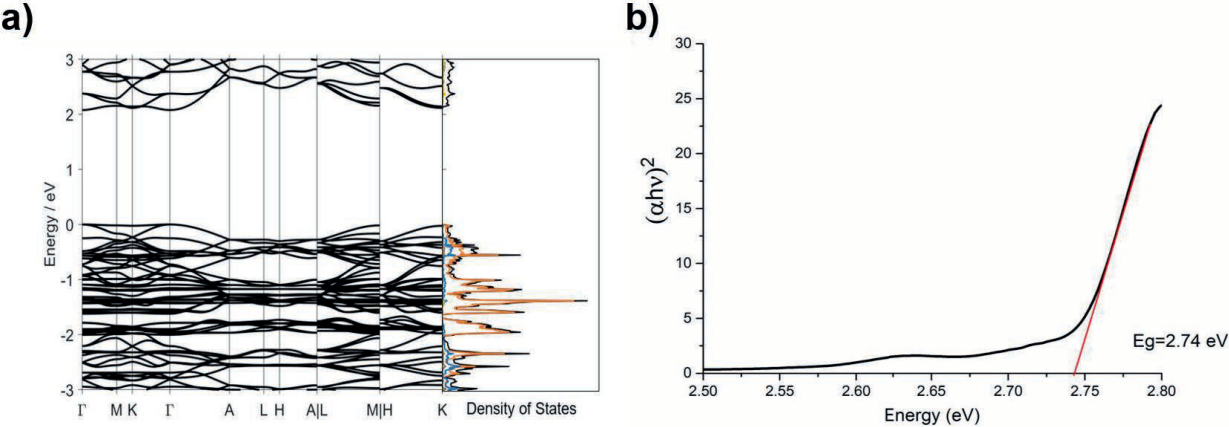 a)
3
2
1
0
-1
-2
-3
Energy / eV
Γ M K Γ A L H A|L M|H K Density of States
b)
30
25
20
15
10
5
0
(αhν)²
Eg=2.74 eV
2.50 2.55 2.60 2.65 2.70 2.75 2.80
Energy (eV)